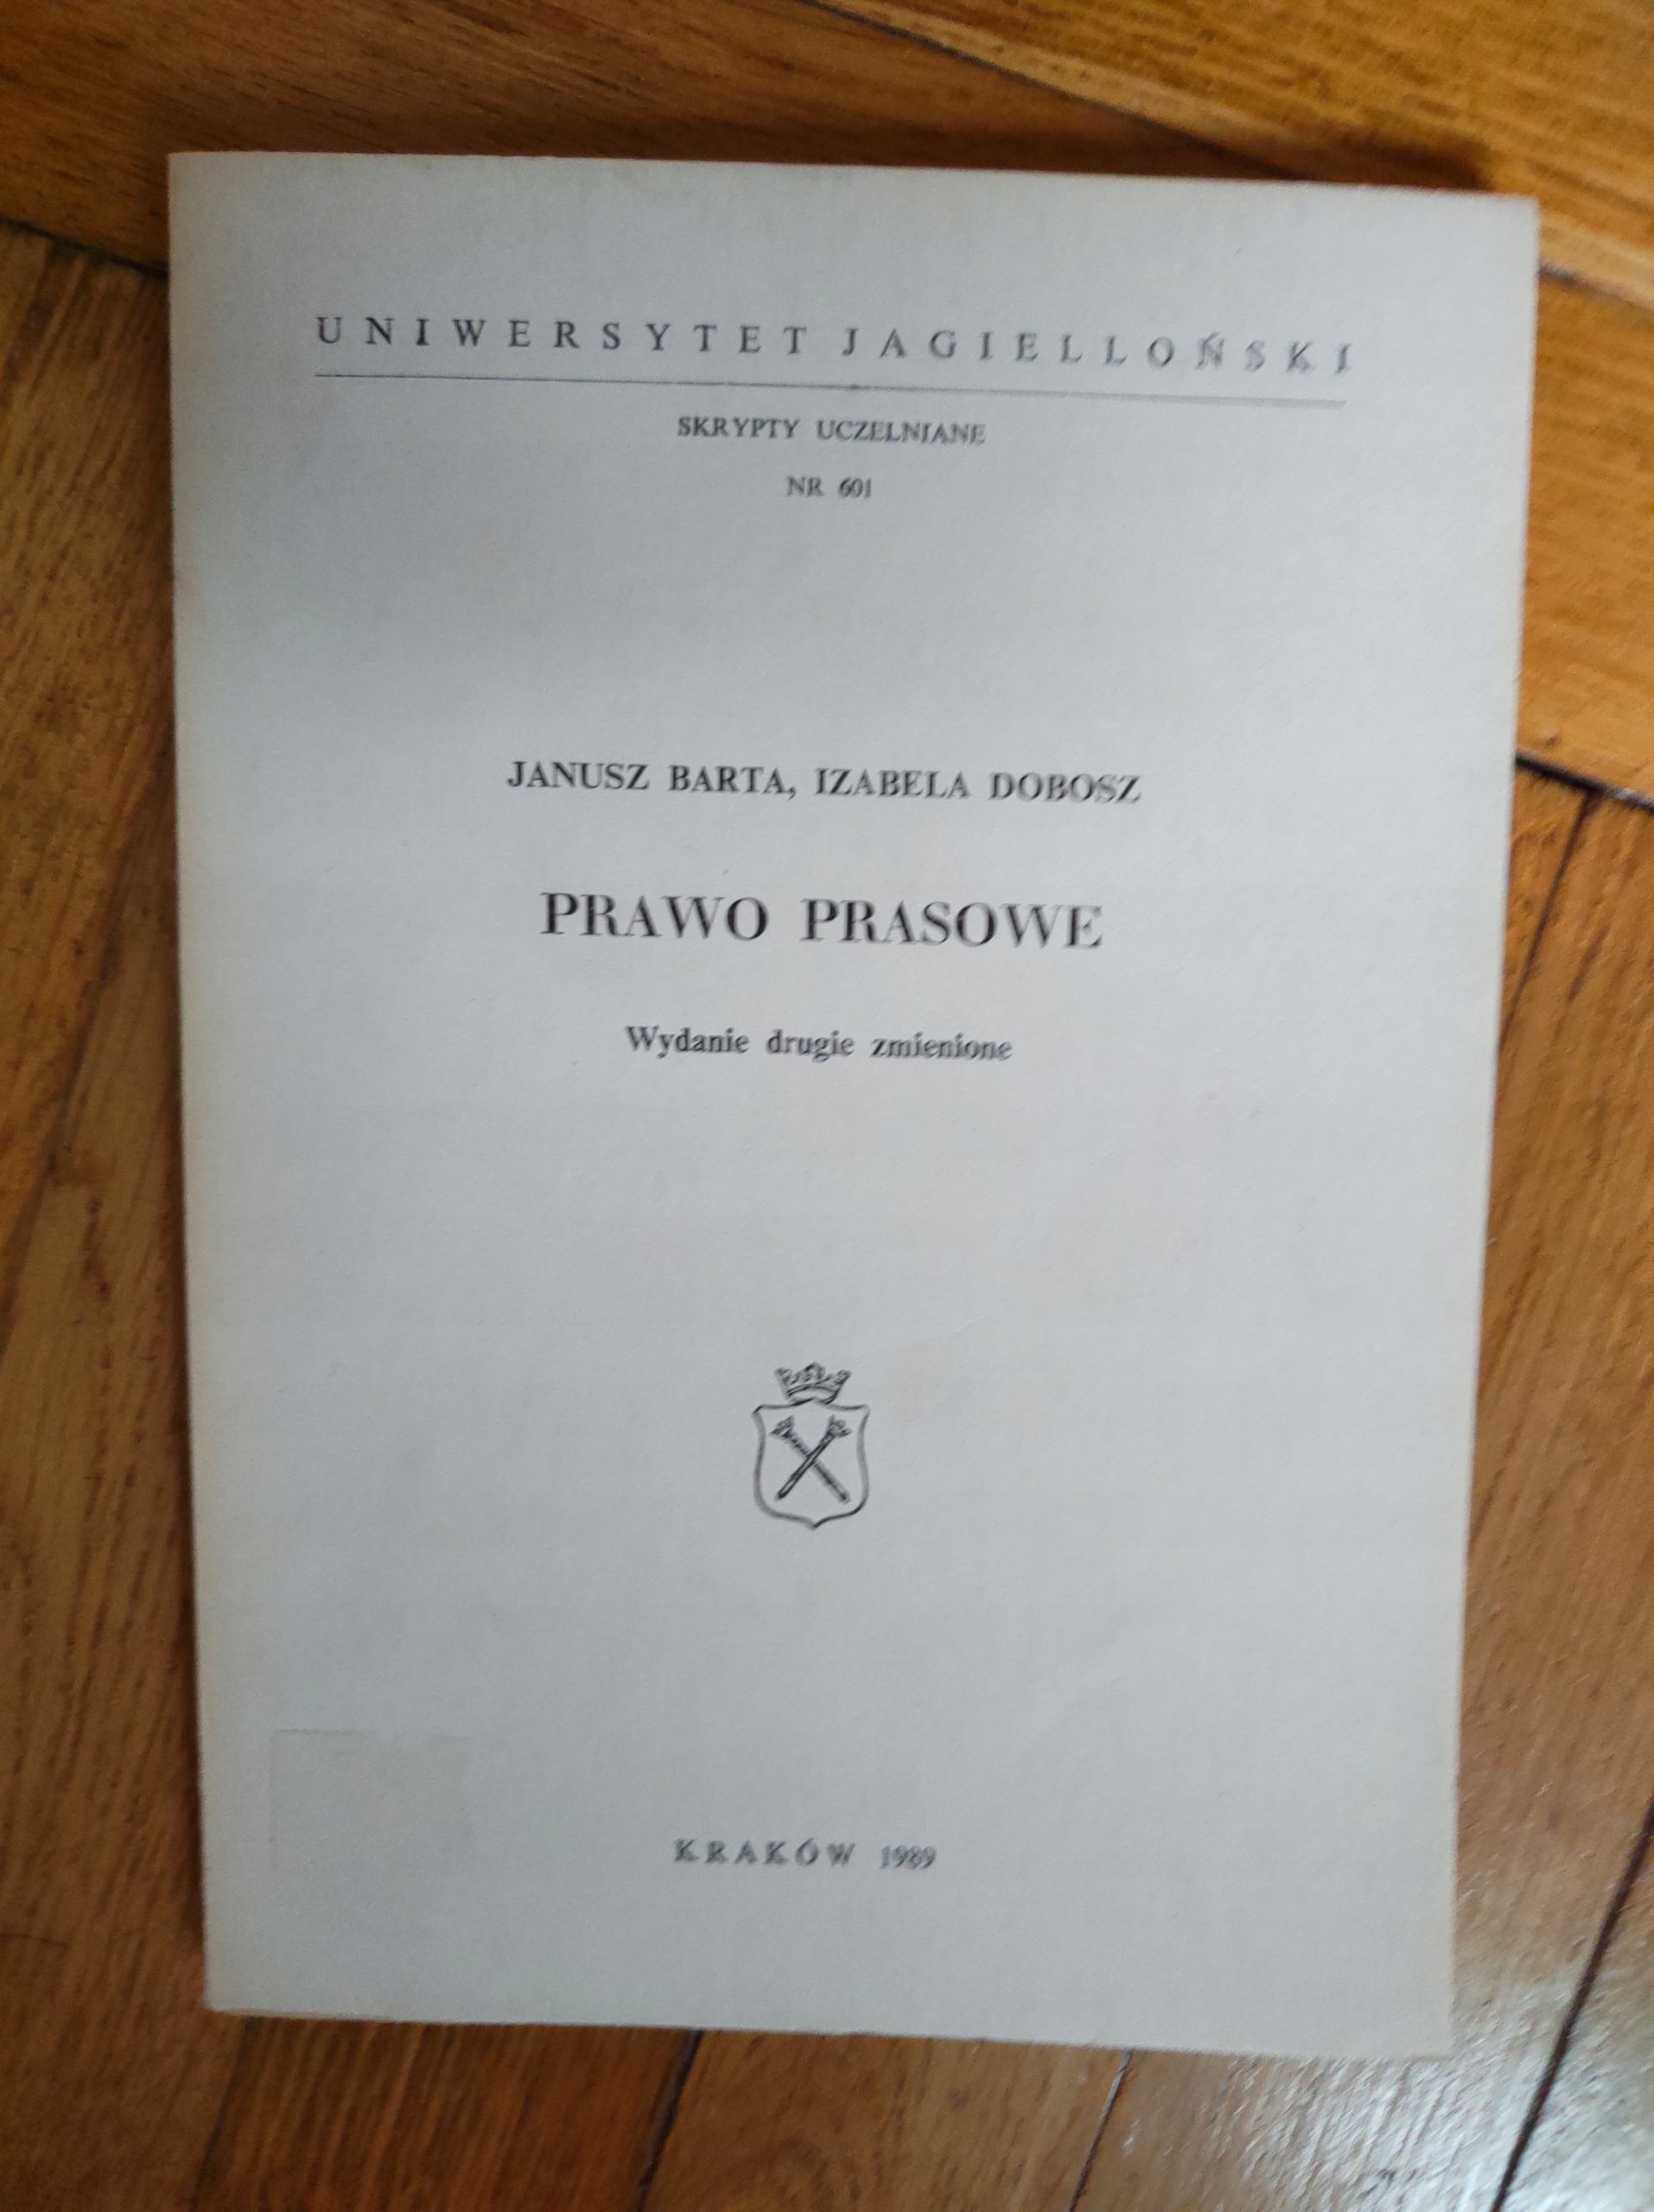 UNIWERSYTET JAGIELLOŃSKI
SKRYPTY UCZELNIANE
NR 601
JANUSZ BARTA, IZABELA DOBOSZ
PRAWO PRASOWE
Wydanie drugie zmienione
KRAKÓW 1989